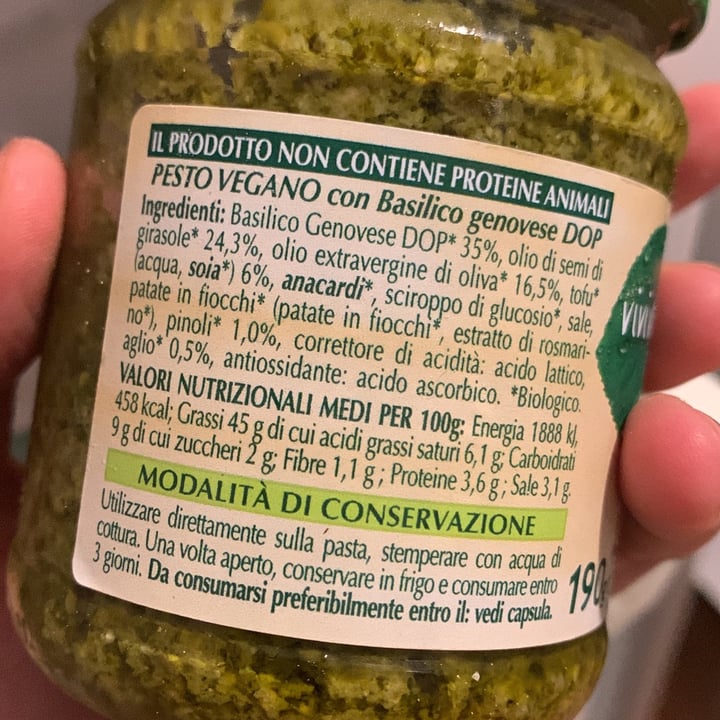 IL PRODOTTO NON CONTIENE PROTEINE ANIMALI
PESTO VEGANO con Basilico genovese DOP
Ingredienti: Basilico Genovese DOP* 35%, olio di semi di
girasole* 24,3%, olio extravergine di oliva* 16,5%, tofu*
(acqua, soia*) 6%, anacardi*, sciroppo di glucosio*, sale,
patate in fiocchi* (patate in fiocchi*, estratto di rosmari-
no*), pinoli* 1,0%, correttore di acidità: acido lattico,
aglio* 0,5%, antiossidante: acido ascorbico. *Biologico.
VALORI NUTRIZIONALI MEDI PER 100g: Energia 1888 kJ,
458 kcal; Grassi 45 g di cui acidi grassi saturi 6,1 g; Carboidrati
9 g di cui zuccheri 2 g; Fibre 1,1 g; Proteine 3,6 g; Sale 3,1 g.
MODALITÀ DI CONSERVAZIONE
Utilizzare direttamente sulla pasta, stemperare con acqua di
cottura. Una volta aperto, conservare in frigo e consumare entro
3 giorni. Da consumarsi preferibilmente entro il: vedi capsula.
190